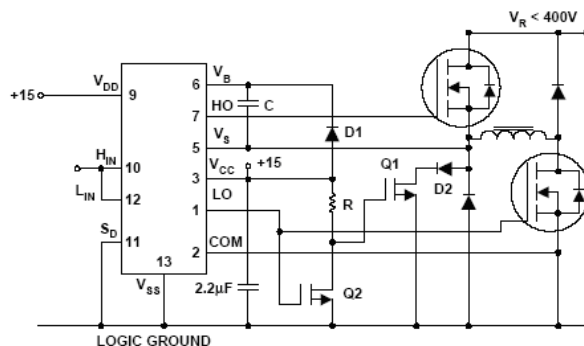 V_R < 400V
V_B
6
V_DD
+15
9
HO
C
7
V_S
D1
5
V_CC
+15
Q1
H_IN
10
3
D2
L_IN
12
LO
R
1
S_D
11
COM
2
13
V_SS
2.2µF
Q2
LOGIC GROUND